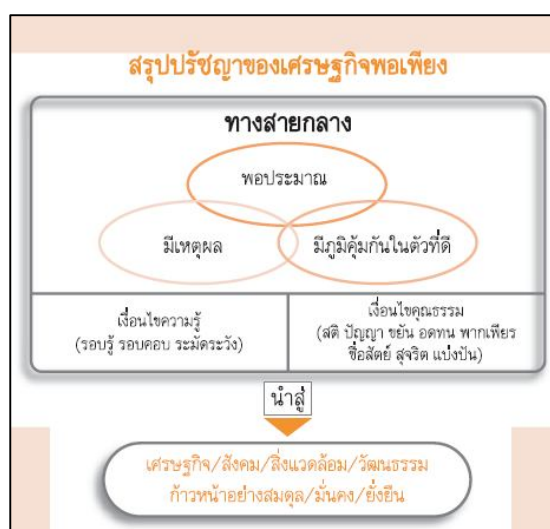 สรุปปรัชญาของเศรษฐกิจพอเพียง
ทางสายกลาง
พอประมาณ
มีเหตุผล
มีภูมิคุ้มกันในตัวที่ดี
เงื่อนไขความรู้
(รอบรู้ รอบคอบ ระมัดระวัง)
เงื่อนไขคุณธรรม
(สติ ปัญญา ขยัน อดทน พากเพียร
ซื่อสัตย์ สุจริต แบ่งปัน)
นำสู่
เศรษฐกิจ/สังคม/สิ่งแวดล้อม/วัฒนธรรม
ก้าวหน้าอย่างสมดุล/มั่นคง/ยั่งยืน